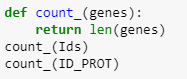 def count_(genes):
    return len(genes)
count_(Ids)
count_(ID_PROT)